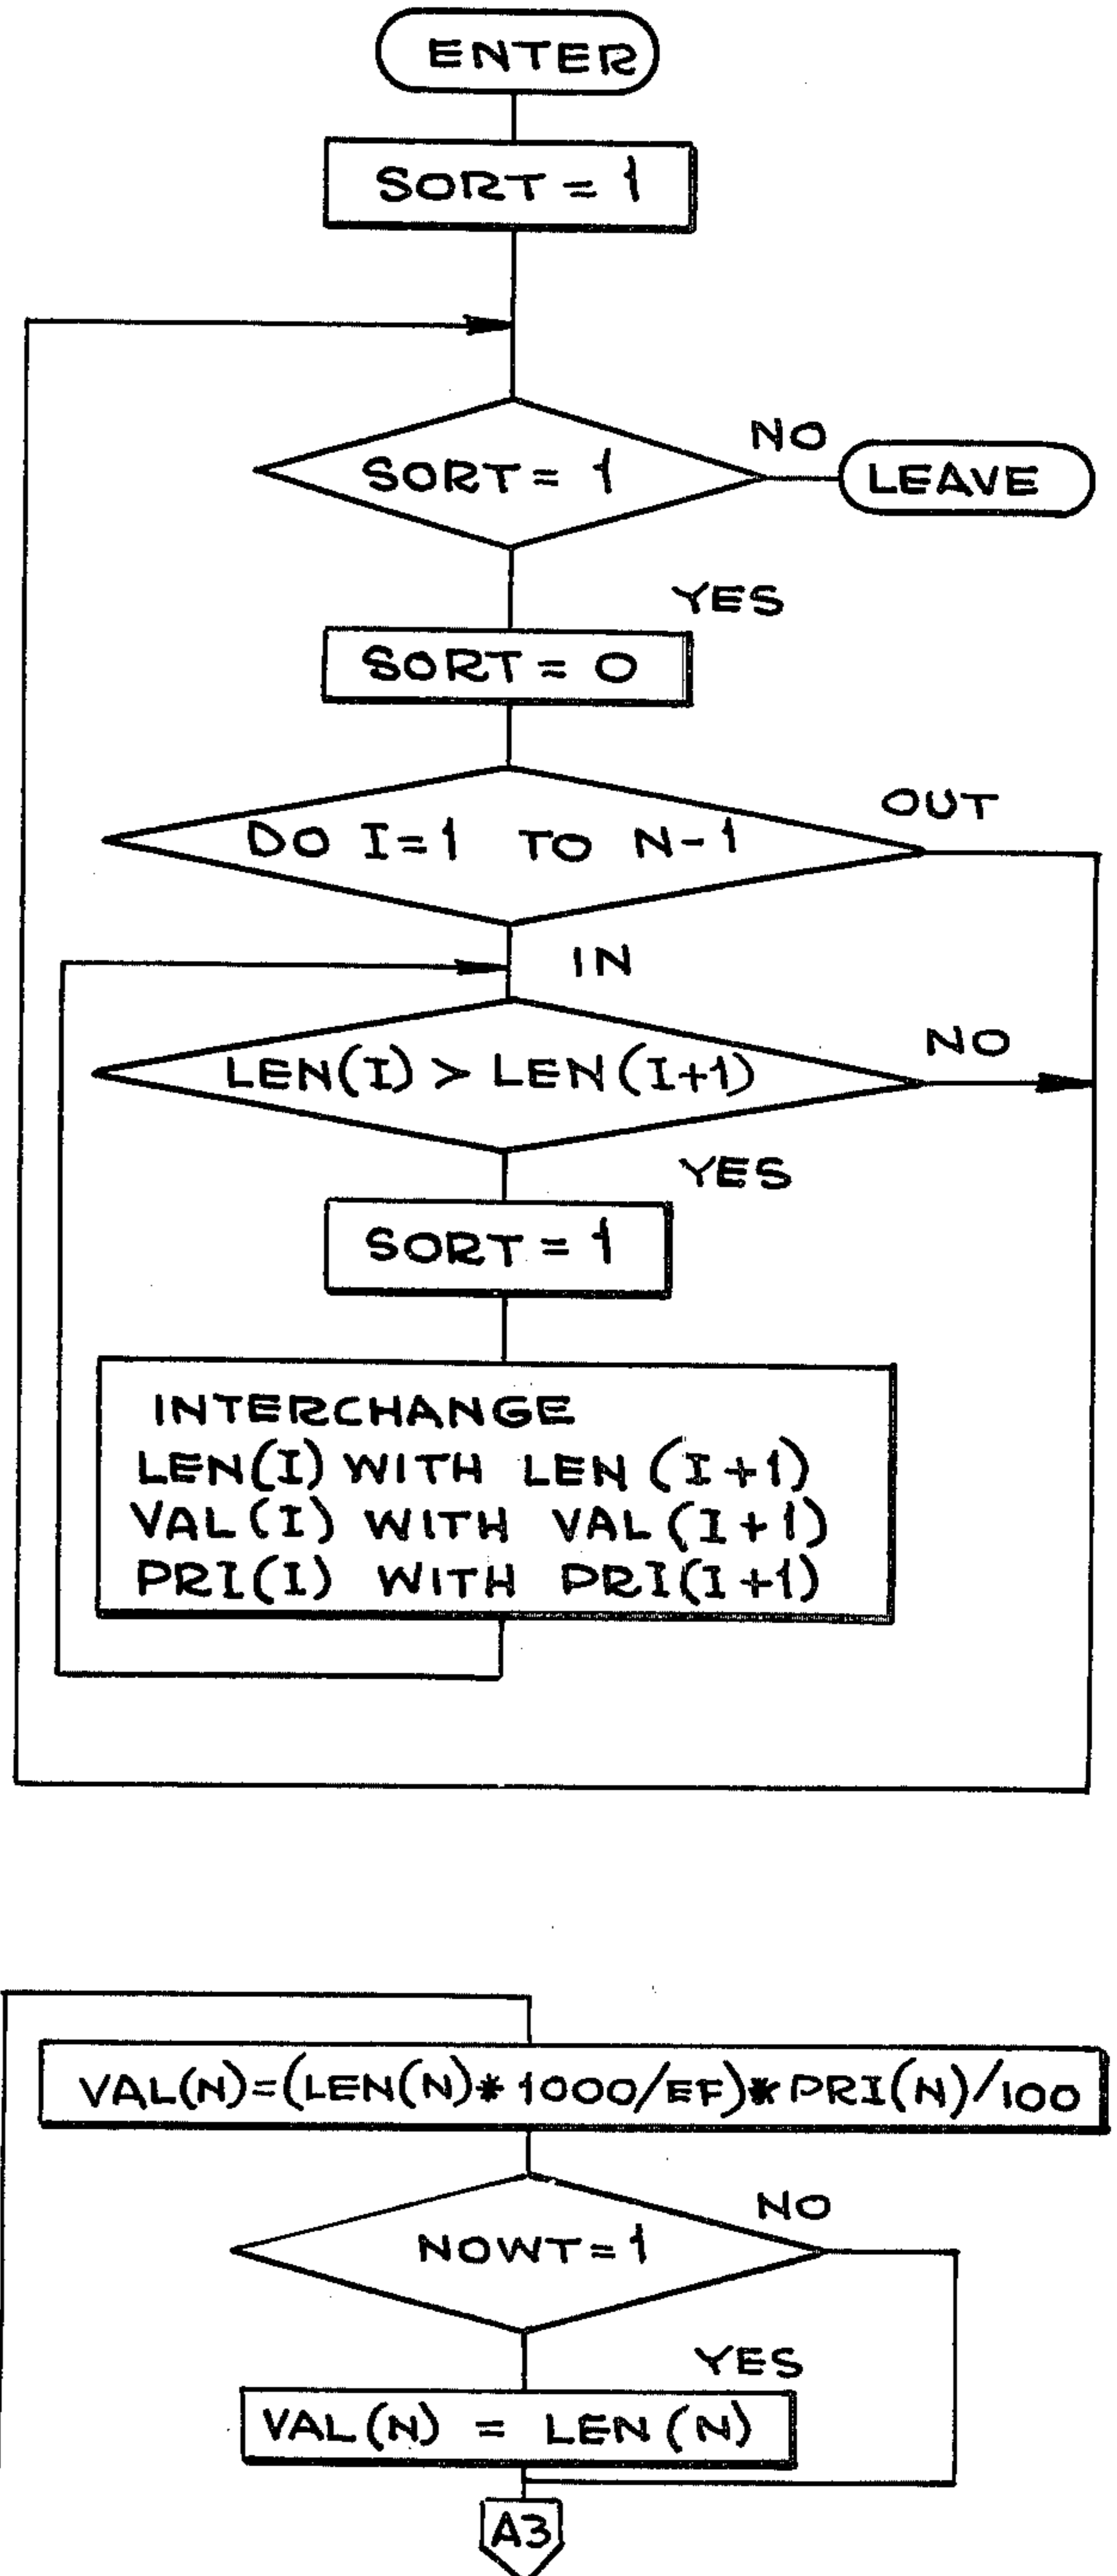 ENTER
SORT = 1
SORT = 1
NO
LEAVE
YES
SORT = 0
DO I=1 TO N-1
OUT
IN
LEN(I) > LEN(I+1)
NO
YES
SORT = 1
INTERCHANGE
LEN(I) WITH LEN (I+1)
VAL(I) WITH VAL(I+1)
PRI(I) WITH PRI(I+1)
VAL(N)=(LEN(N)*1000/EF)*PRI(N)/100
NOWT=1
NO
YES
VAL(N) = LEN(N)
A3